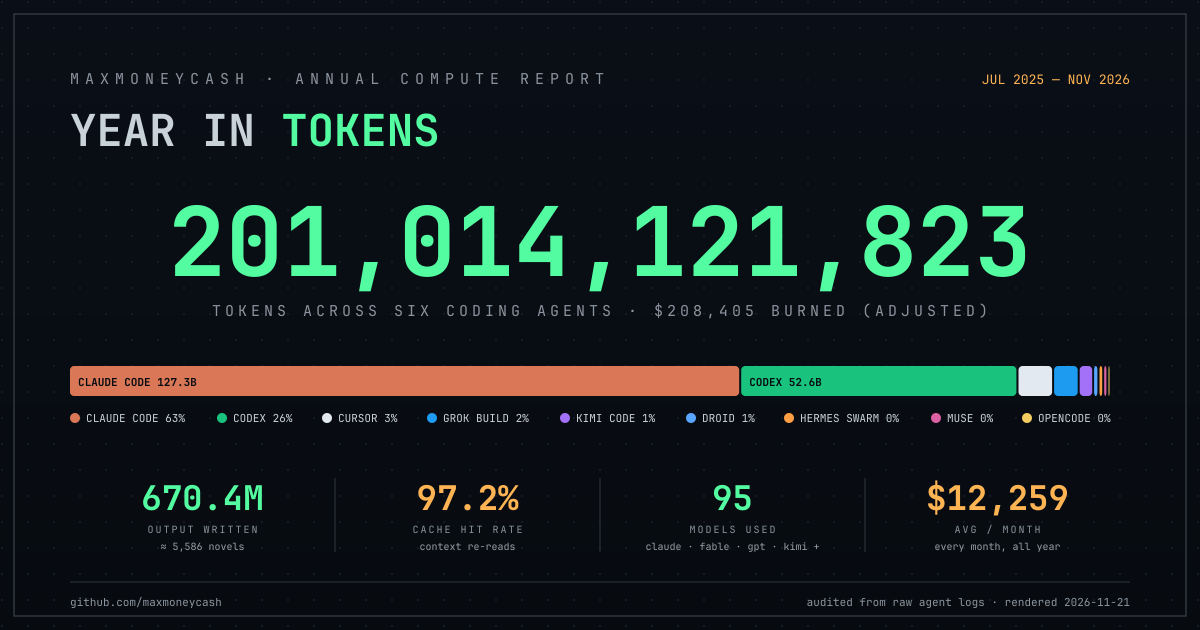 MAXMONEYCASH · ANNUAL COMPUTE REPORT
JUL 2025 — NOV 2026
YEAR IN TOKENS
201,014,121,823
TOKENS ACROSS SIX CODING AGENTS · $208,405 BURNED (ADJUSTED)
CLAUDE CODE 127.3B
CODEX 52.6B
CLAUDE CODE 63%
CODEX 26%
CURSOR 3%
GROK BUILD 2%
KIMI CODE 1%
DROID 1%
HERMES SWARM 0%
MUSE 0%
OPENCODE 0%
670.4M
OUTPUT WRITTEN
≈ 5,586 novels
97.2%
CACHE HIT RATE
context re-reads
95
MODELS USED
claude · fable · gpt · kimi +
$12,259
AVG / MONTH
every month, all year
github.com/maxmoneycash
audited from raw agent logs · rendered 2026-11-21